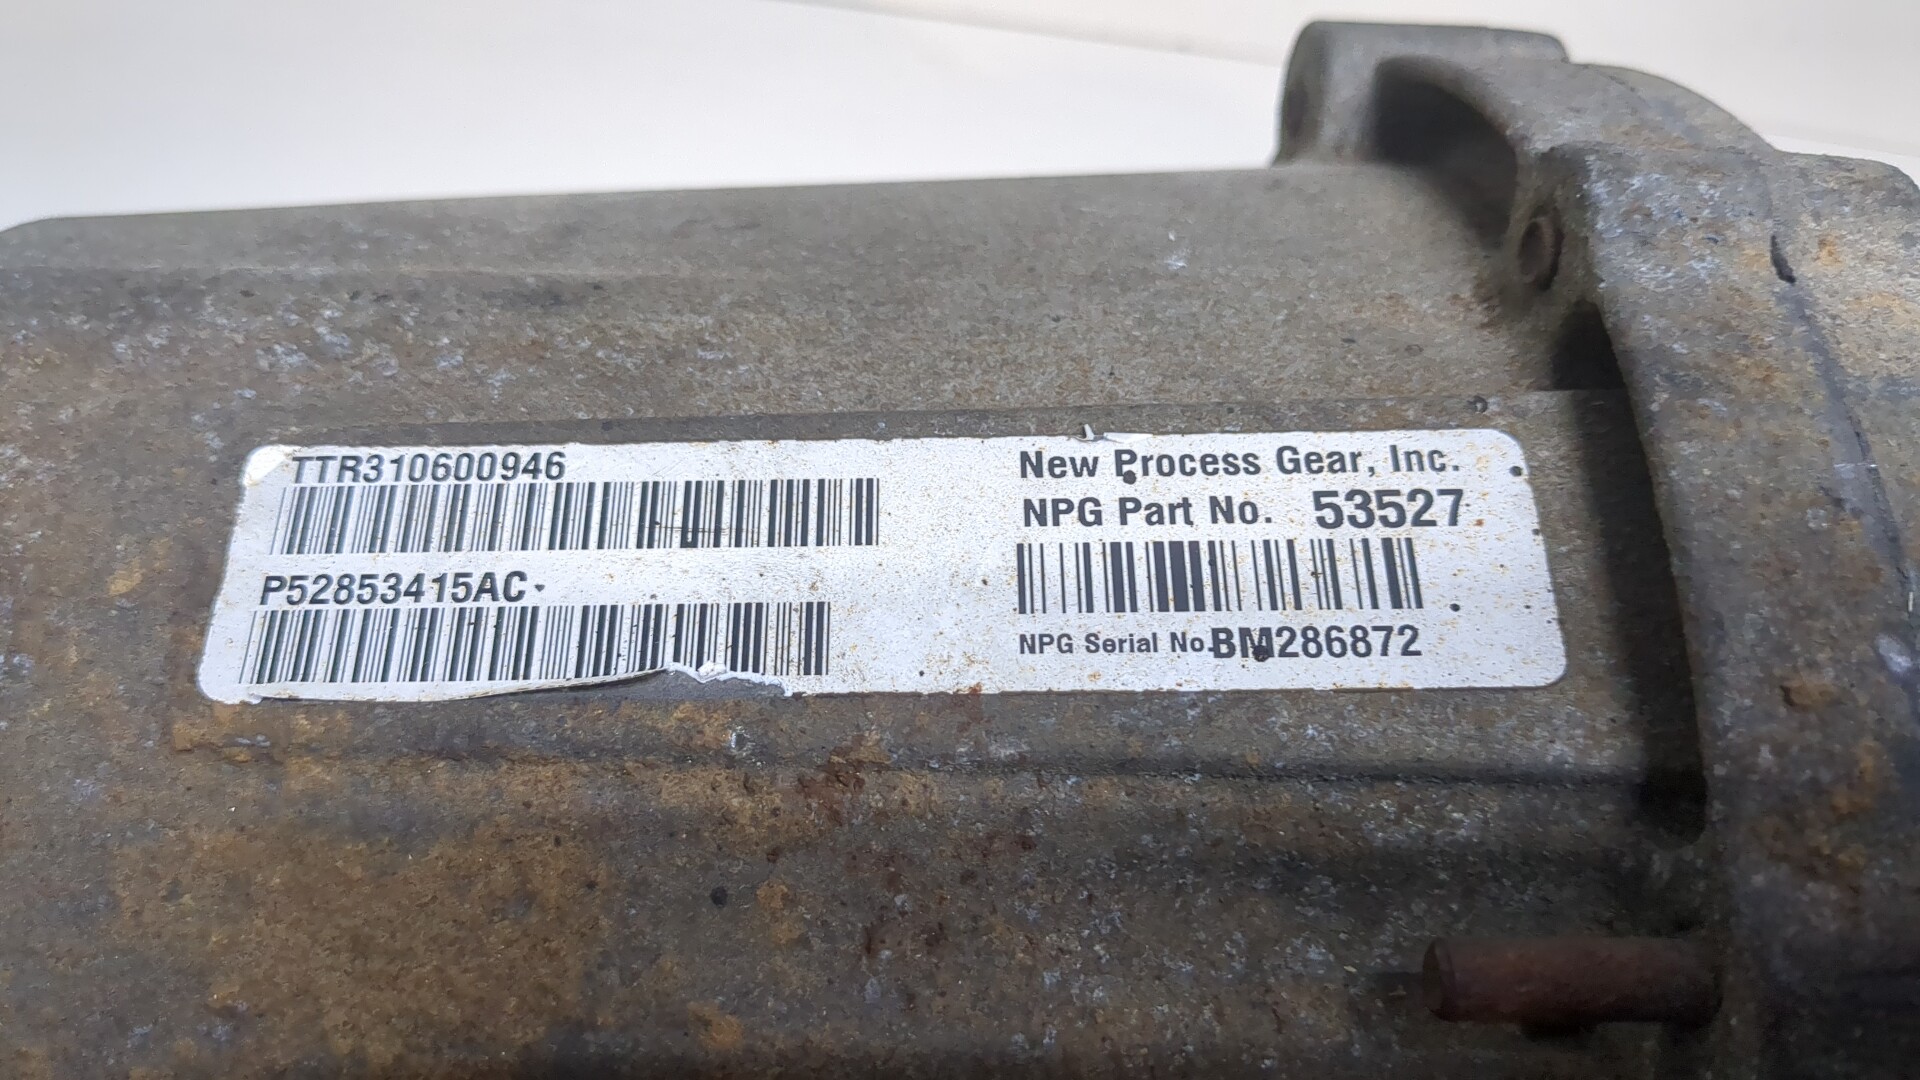 TTR310600946
P52853415AC
New Process Gear, Inc.
NPG Part No. 53527
NPG Serial No. BM286872